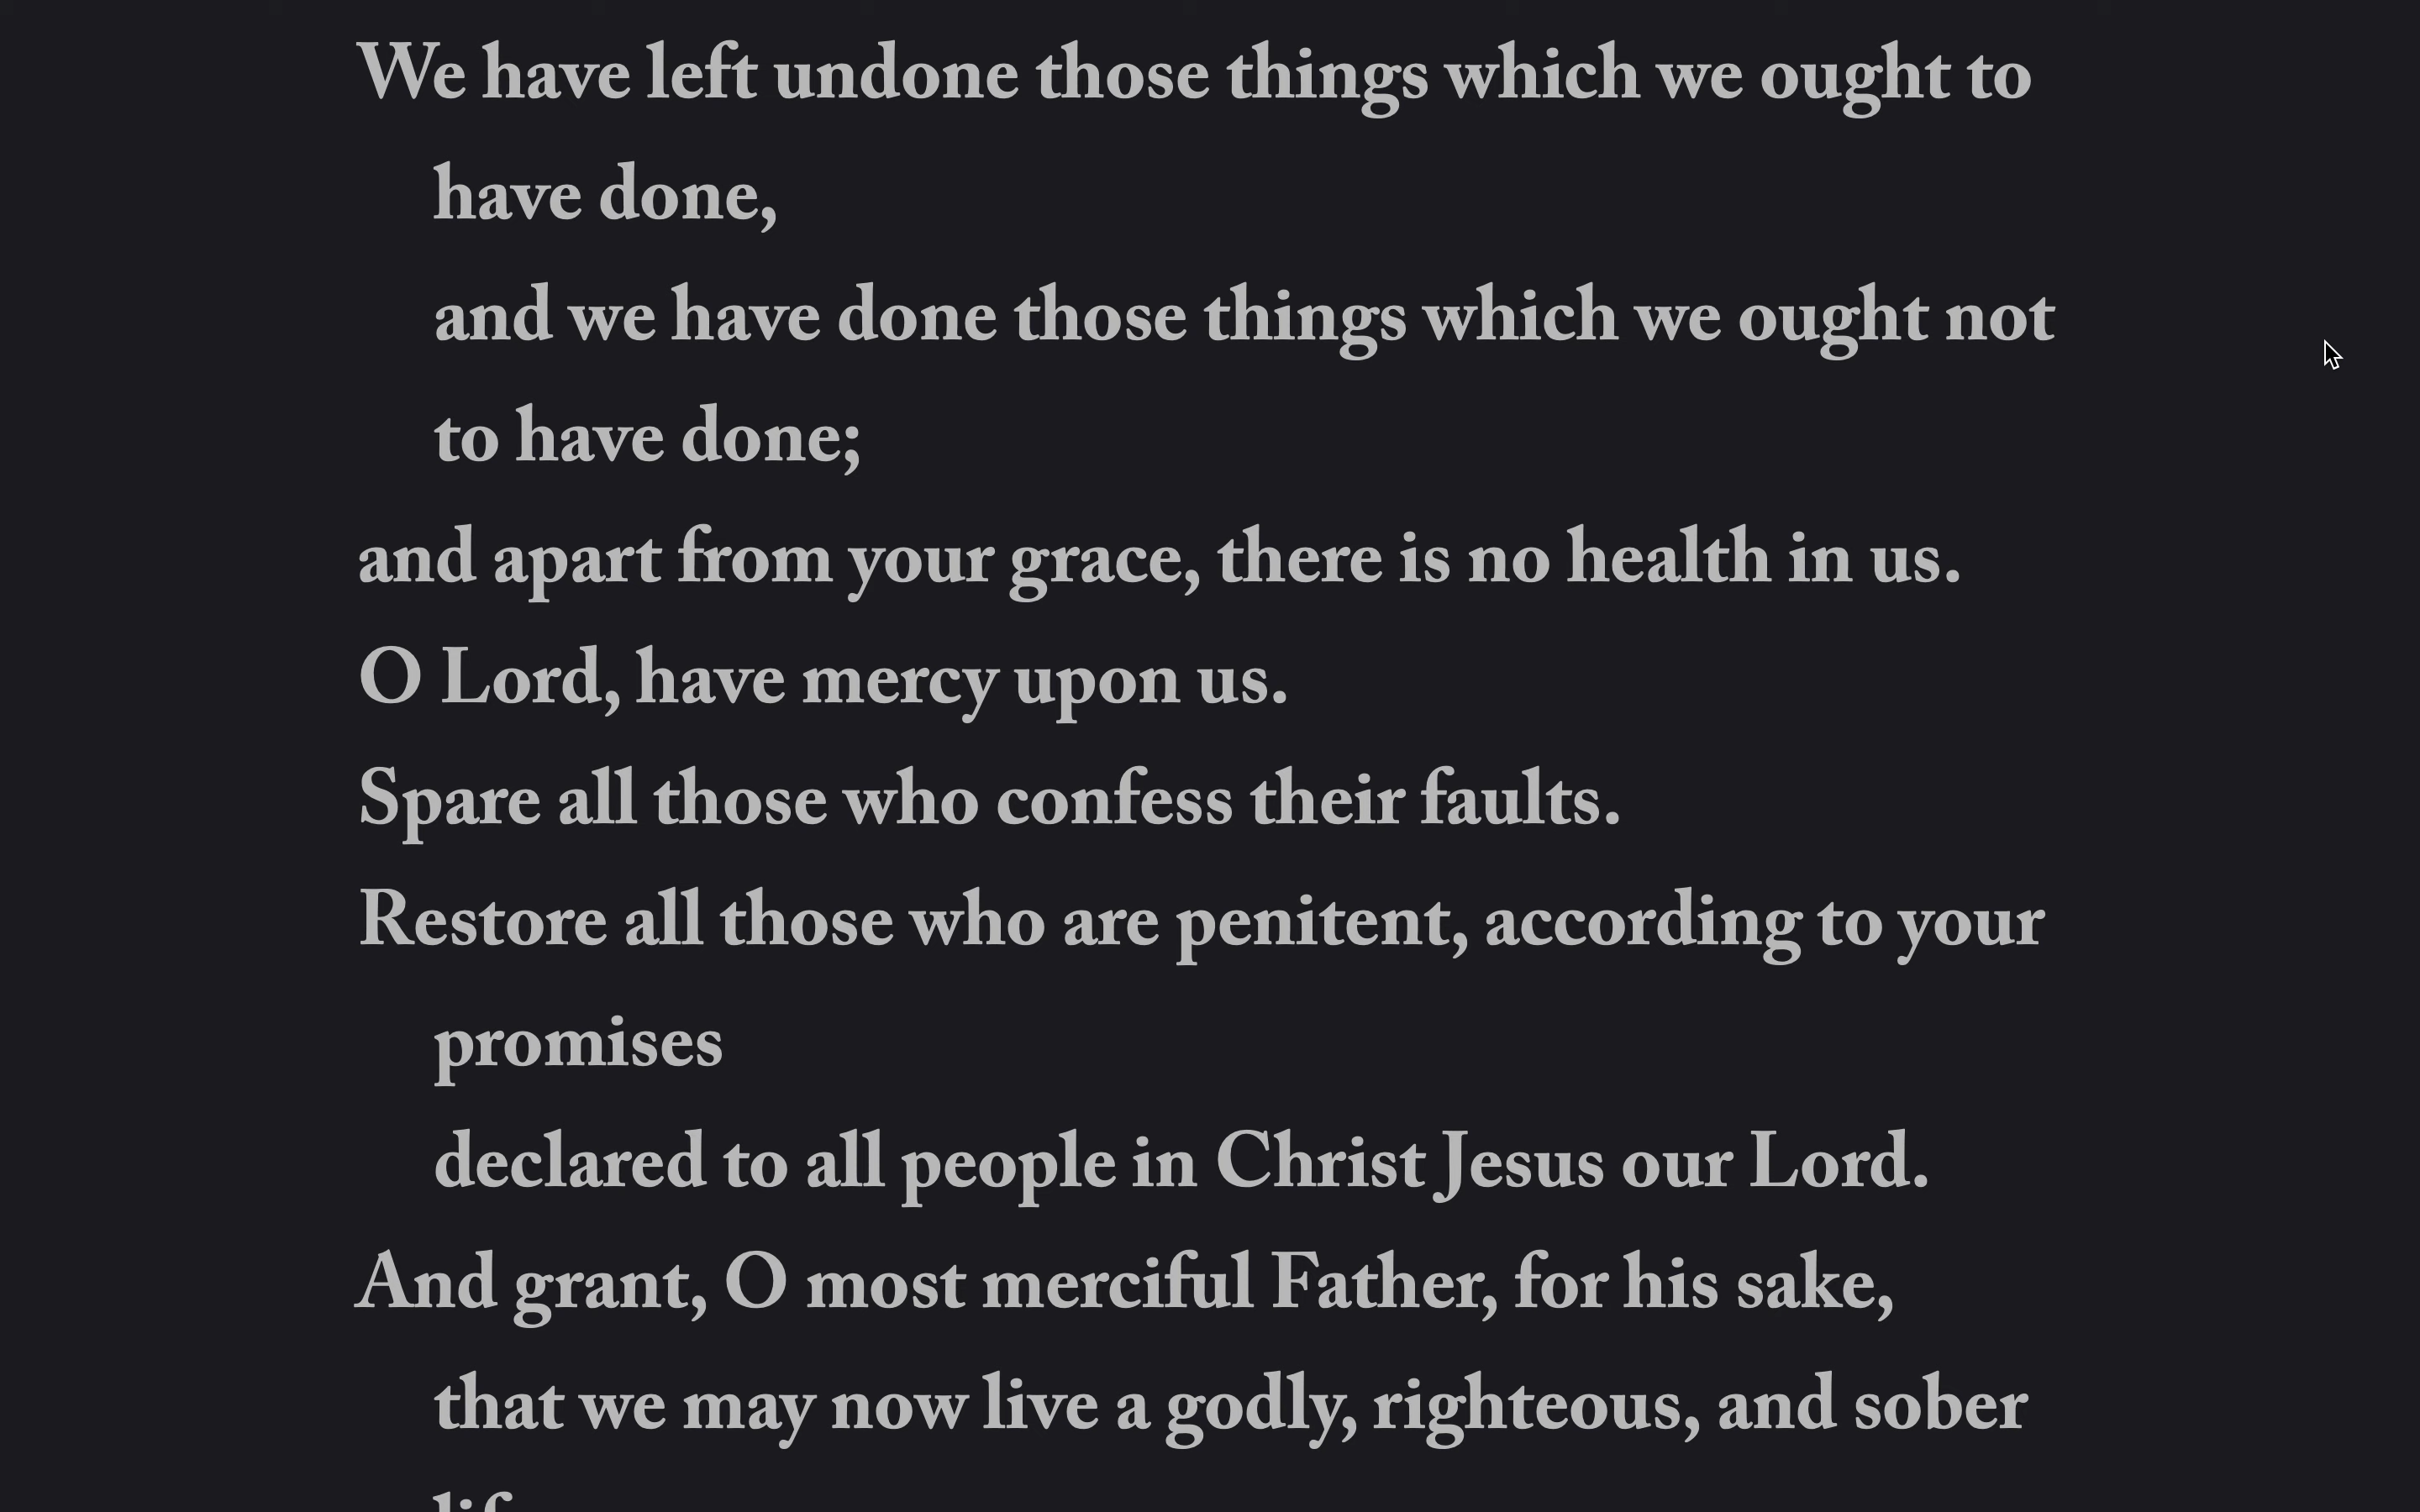 We have left undone those things which we ought to
have done,
and we have done those things which we ought not
to have done;
and apart from your grace, there is no health in us.
O Lord, have mercy upon us.
Spare all those who confess their faults.
Restore all those who are penitent, according to your
promises
declared to all people in Christ Jesus our Lord.
And grant, O most merciful Father, for his sake,
that we may now live a godly, righteous, and sober